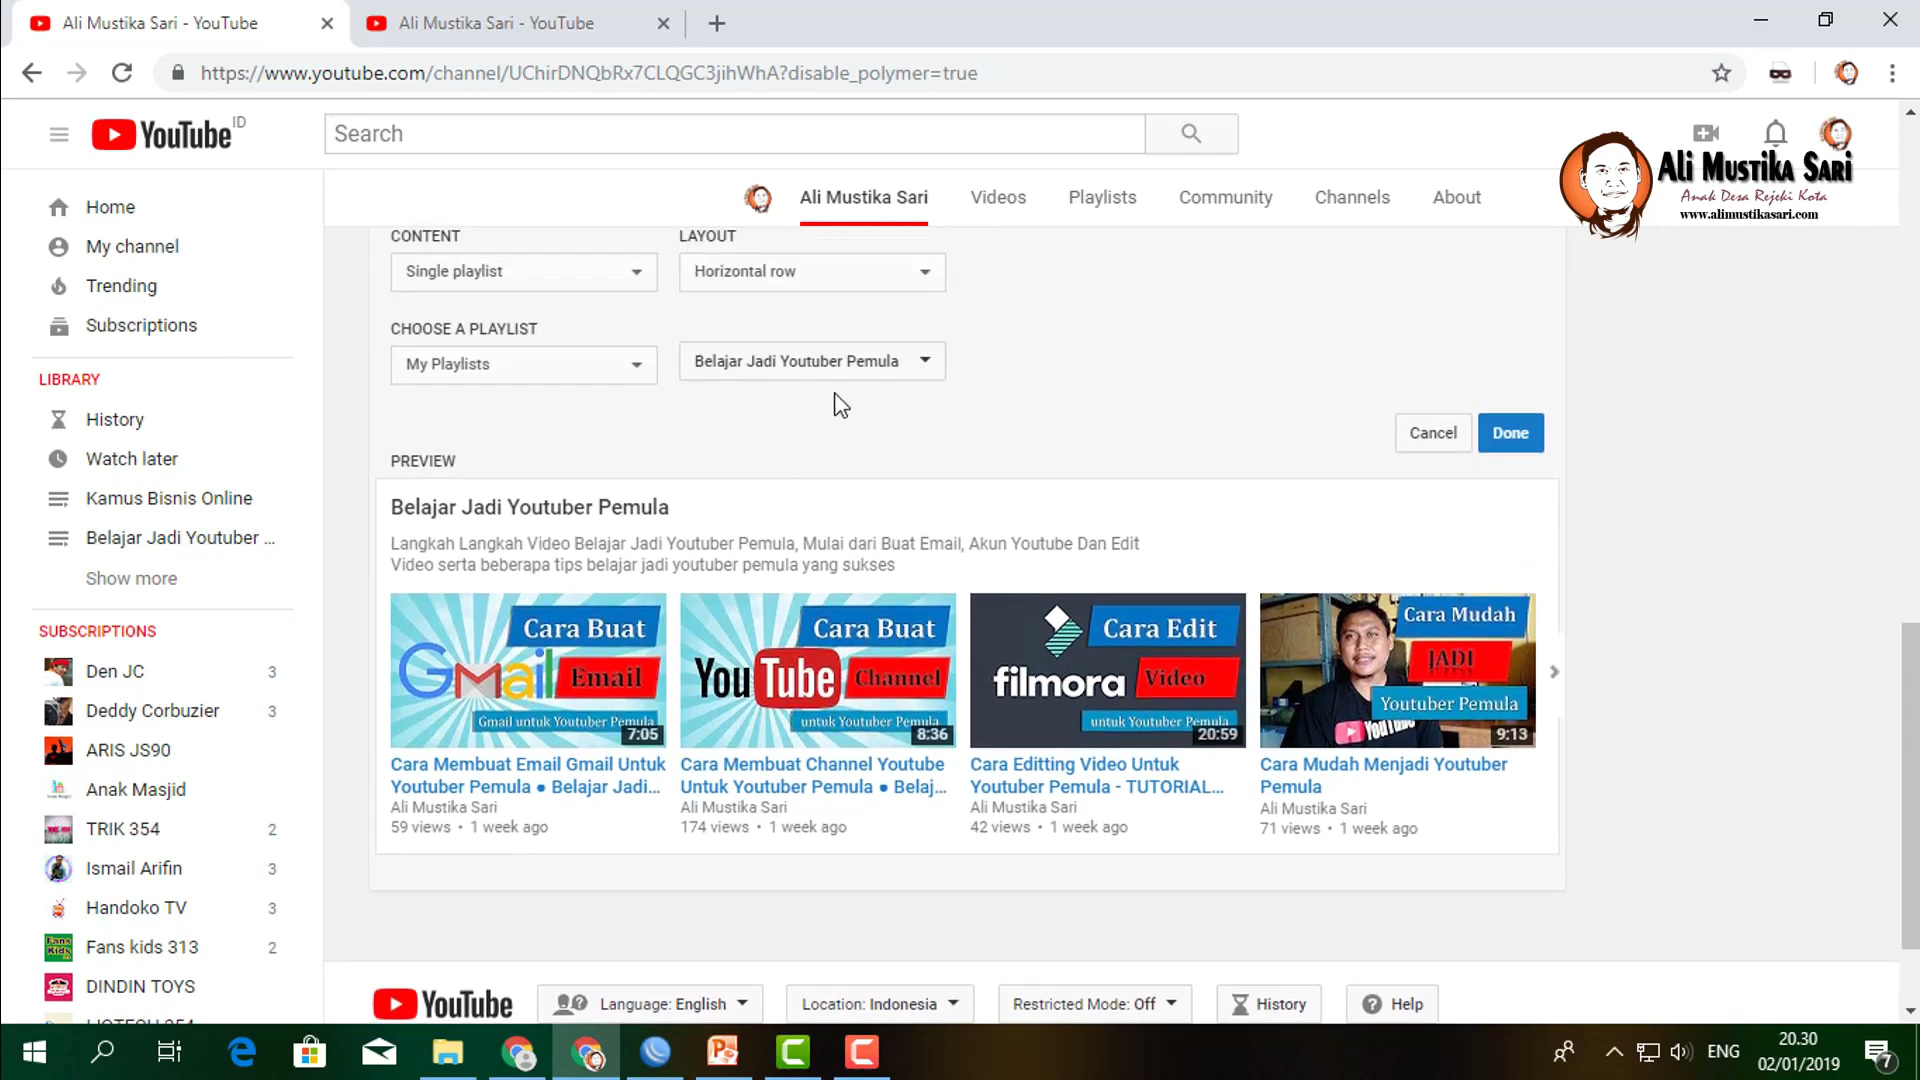 Ali Mustika Sari - YouTube
Ali Mustika Sari - YouTube
https://www.youtube.com/channel/UChirDNQbRx7CLQGC3jihWhA?disable_polymer=true
YouTube ID
Search
Ali Mustika Sari
Anak Desa Rejeki Kota
www.alimustikasari.com
Ali Mustika Sari
Videos
Playlists
Community
Channels
About
Home
My channel
Trending
Subscriptions
LIBRARY
History
Watch later
Kamus Bisnis Online
Belajar Jadi Youtuber ...
Show more
SUBSCRIPTIONS
Den JC 3
Deddy Corbuzier 3
ARIS JS90
Anak Masjid
TRIK 354 2
Ismail Arifin 3
Handoko TV 3
Fans kids 313 2
DINDIN TOYS
CONTENT
LAYOUT
Single playlist
Horizontal row
CHOOSE A PLAYLIST
My Playlists
Belajar Jadi Youtuber Pemula
Cancel
Done
PREVIEW
Belajar Jadi Youtuber Pemula
Langkah Langkah Video Belajar Jadi Youtuber Pemula, Mulai dari Buat Email, Akun Youtube Dan Edit
Video serta beberapa tips belajar jadi youtuber pemula yang sukses
Cara Buat
Gmail Email
Gmail untuk Youtuber Pemula
7:05
Cara Membuat Email Gmail Untuk
Youtuber Pemula ● Belajar Jadi...
Ali Mustika Sari
59 views • 1 week ago
Cara Buat
YouTube Channel
untuk Youtuber Pemula
8:36
Cara Membuat Channel Youtube
Untuk Youtuber Pemula ● Belaj...
Ali Mustika Sari
174 views • 1 week ago
Cara Edit
filmora Video
untuk Youtuber Pemula
20:59
Cara Editting Video Untuk
Youtuber Pemula - TUTORIAL...
Ali Mustika Sari
42 views • 1 week ago
Cara Mudah
JADI
Youtuber Pemula
YouTube
9:13
Cara Mudah Menjadi Youtuber
Pemula
Ali Mustika Sari
71 views • 1 week ago
YouTube
Language: English
Location: Indonesia
Restricted Mode: Off
History
Help
ENG
20.30
02/01/2019
7